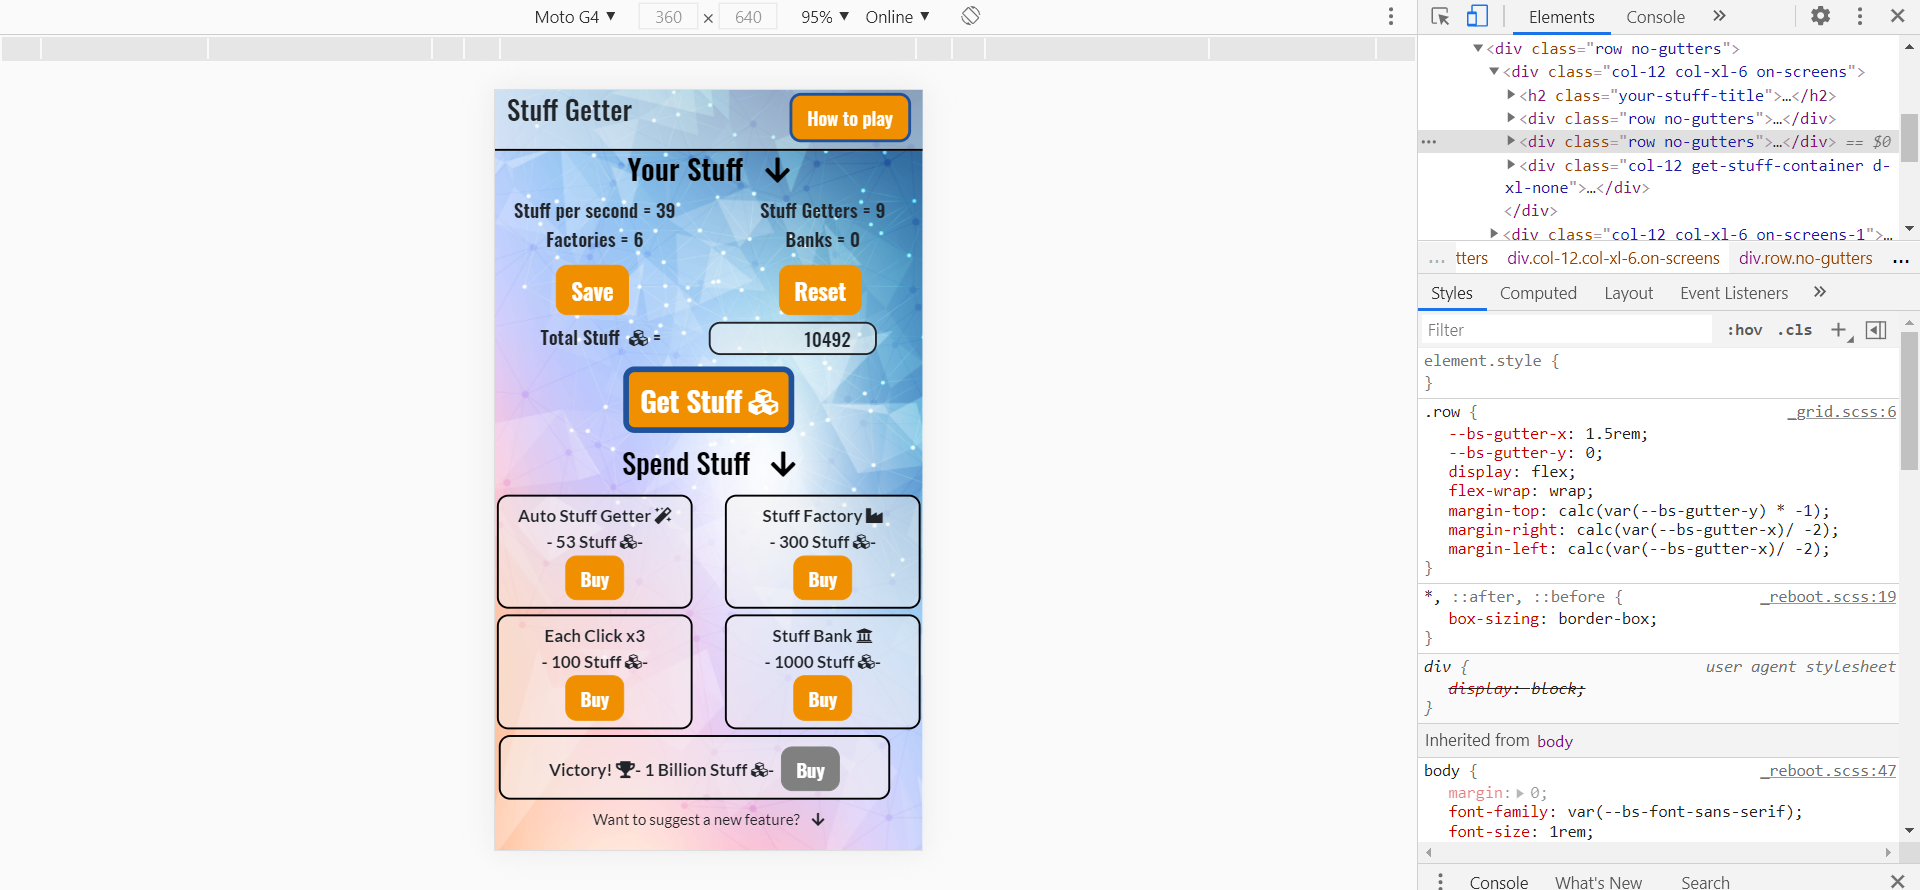 Moto G4 ▼ 360 × 640 95% ▼ Online ▼
Stuff Getter
How to play
Your Stuff
Stuff per second = 39 Stuff Getters = 9
Factories = 6 Banks = 0
Save Reset
Total Stuff = 10492
Get Stuff
Spend Stuff
Auto Stuff Getter
- 53 Stuff -
Buy
Stuff Factory
- 300 Stuff -
Buy
Each Click x3
- 100 Stuff -
Buy
Stuff Bank
- 1000 Stuff -
Buy
Victory! - 1 Billion Stuff - Buy
Want to suggest a new feature?
Elements Console »
▼<div class="row no-gutters">
▼<div class="col-12 col-xl-6 on-screens">
▶<h2 class="your-stuff-title">…</h2>
▶<div class="row no-gutters">…</div>
… ▶<div class="row no-gutters">…</div> == $0
▶<div class="col-12 get-stuff-container d-
xl-none">…</div>
</div>
▶<div class="col-12 col-xl-6 on-screens-1">…
… tters div.col-12.col-xl-6.on-screens div.row.no-gutters …
Styles Computed Layout Event Listeners »
Filter :hov .cls +
element.style {
}
.row { _grid.scss:6
--bs-gutter-x: 1.5rem;
--bs-gutter-y: 0;
display: flex;
flex-wrap: wrap;
margin-top: calc(var(--bs-gutter-y) * -1);
margin-right: calc(var(--bs-gutter-x)/ -2);
margin-left: calc(var(--bs-gutter-x)/ -2);
}
*, ::after, ::before { _reboot.scss:19
box-sizing: border-box;
}
div { user agent stylesheet
display: block;
}
Inherited from body
body { _reboot.scss:47
margin: ▶ 0;
font-family: var(--bs-font-sans-serif);
font-size: 1rem;
Console What's New Search